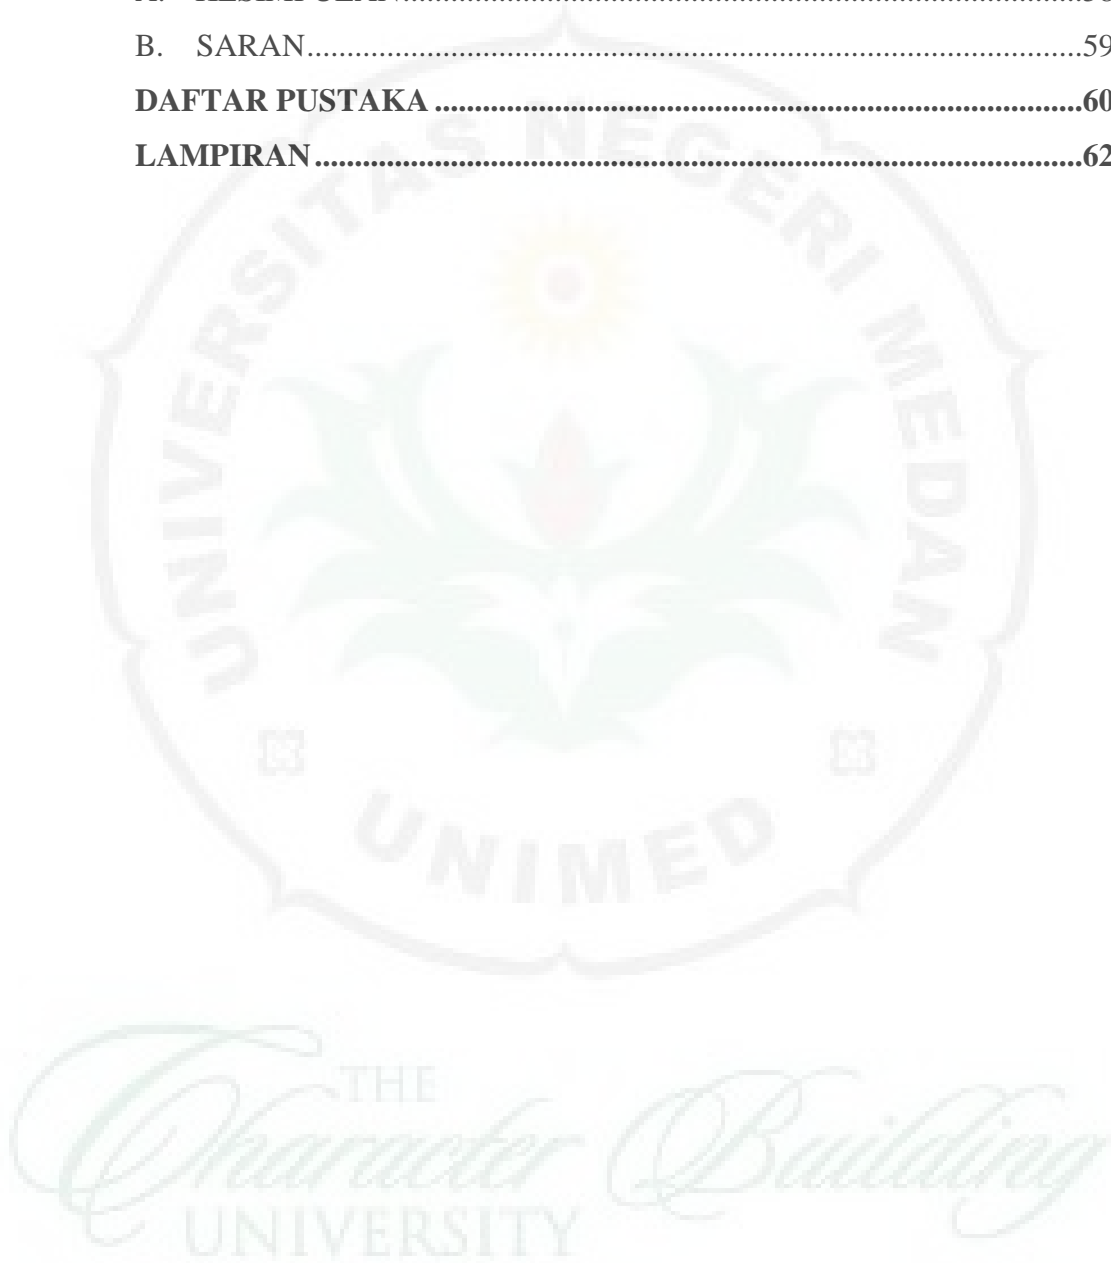 B. SARAN....................................................................................................59
DAFTAR PUSTAKA .................................................................................60
LAMPIRAN................................................................................................62
UNIVERSITAS NEGERI MEDAN
UNIMED
THE
Character Building
UNIVERSITY